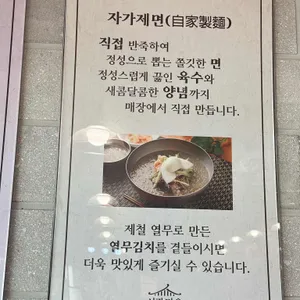 자가제면(自家製麵)
직접 반죽하여
정성으로 뽑는 쫄깃한 면
정성스럽게 끓인 육수와
새콤달콤한 양념까지
매장에서 직접 만듭니다.
제철 열무로 만든
열무김치를 곁들이시면
더욱 맛있게 즐기실 수 있습니다.